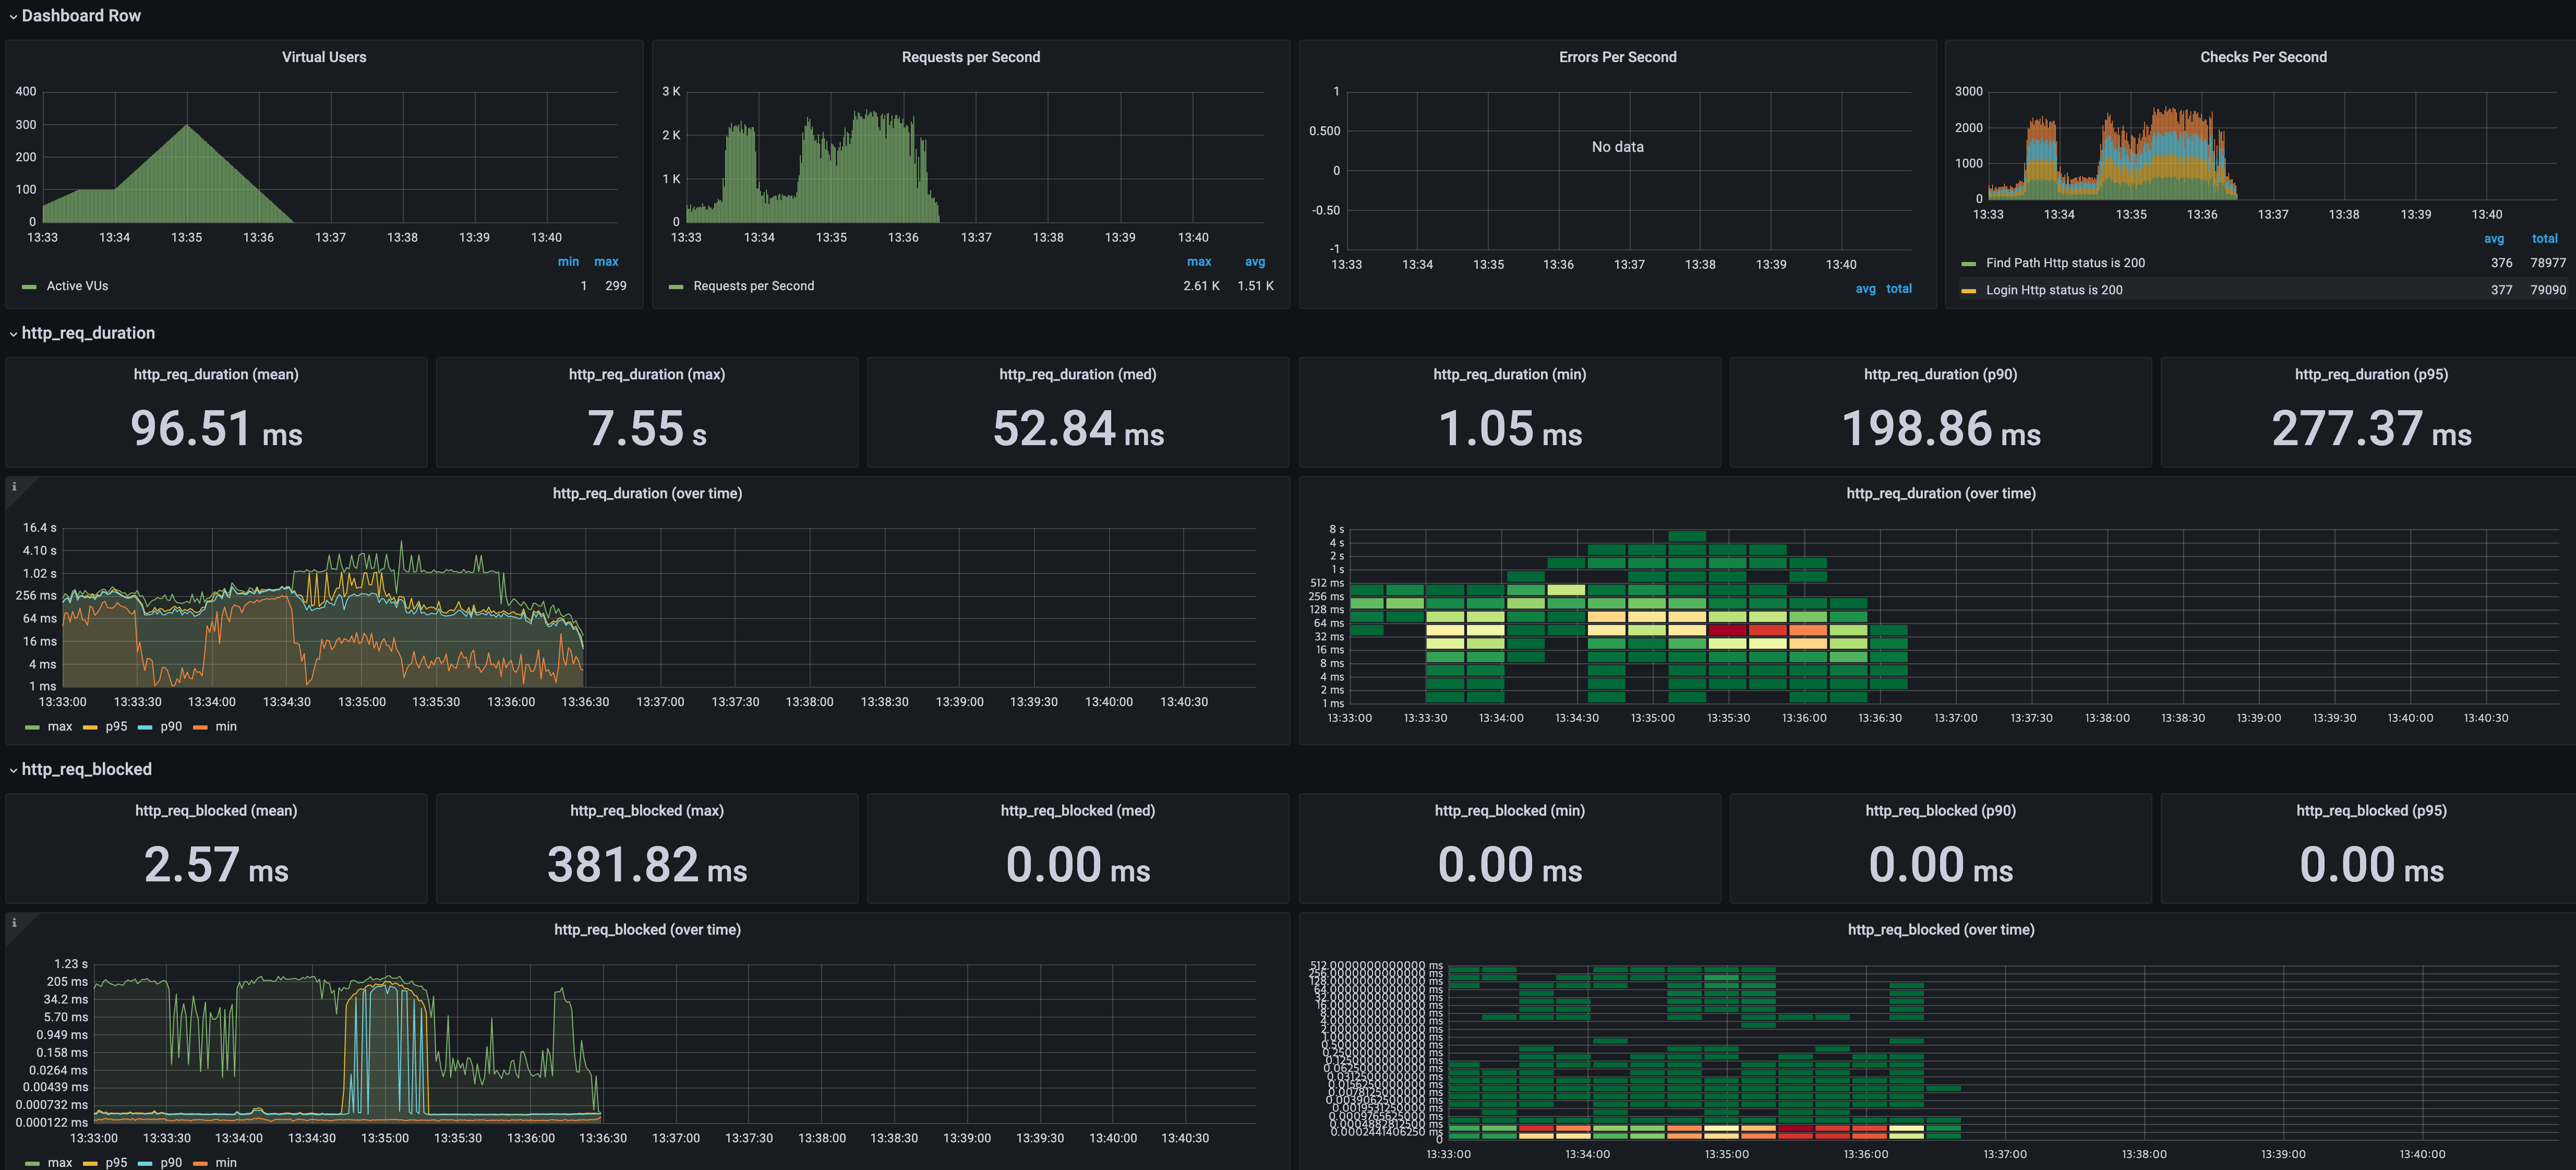 Dashboard Row
Virtual Users
400
300
200
100
0
13:33 13:34 13:35 13:36 13:37 13:38 13:39 13:40
min max
Active VUs 1 299
Requests per Second
3 K
2 K
1 K
0
13:33 13:34 13:35 13:36 13:37 13:38 13:39 13:40
max avg
Requests per Second 2.61 K 1.51 K
Errors Per Second
1
0.500
0
-0.50
-1
No data
13:33 13:34 13:35 13:36 13:37 13:38 13:39 13:40
avg total
Checks Per Second
3000
2000
1000
0
13:33 13:34 13:35 13:36 13:37 13:38 13:39 13:40
avg total
Find Path Http status is 200 376 78977
Login Http status is 200 377 79090
http_req_duration
http_req_duration (mean)
96.51 ms
http_req_duration (max)
7.55 s
http_req_duration (med)
52.84 ms
http_req_duration (min)
1.05 ms
http_req_duration (p90)
198.86 ms
http_req_duration (p95)
277.37 ms
i
http_req_duration (over time)
16.4 s
4.10 s
1.02 s
256 ms
64 ms
16 ms
4 ms
1 ms
13:33:00 13:33:30 13:34:00 13:34:30 13:35:00 13:35:30 13:36:00 13:36:30 13:37:00 13:37:30 13:38:00 13:38:30 13:39:00 13:39:30 13:40:00 13:40:30
max p95 p90 min
http_req_duration (over time)
8 s
4 s
2 s
1 s
512 ms
256 ms
128 ms
64 ms
32 ms
16 ms
8 ms
4 ms
2 ms
1 ms
13:33:00 13:33:30 13:34:00 13:34:30 13:35:00 13:35:30 13:36:00 13:36:30 13:37:00 13:37:30 13:38:00 13:38:30 13:39:00 13:39:30 13:40:00 13:40:30
http_req_blocked
http_req_blocked (mean)
2.57 ms
http_req_blocked (max)
381.82 ms
http_req_blocked (med)
0.00 ms
http_req_blocked (min)
0.00 ms
http_req_blocked (p90)
0.00 ms
http_req_blocked (p95)
0.00 ms
i
http_req_blocked (over time)
1.23 s
205 ms
34.2 ms
5.70 ms
0.949 ms
0.158 ms
0.0264 ms
0.00439 ms
0.000732 ms
0.000122 ms
13:33:00 13:33:30 13:34:00 13:34:30 13:35:00 13:35:30 13:36:00 13:36:30 13:37:00 13:37:30 13:38:00 13:38:30 13:39:00 13:39:30 13:40:00 13:40:30
max p95 p90 min
http_req_blocked (over time)
0.0002441406250 ms
0
13:33:00 13:34:00 13:35:00 13:36:00 13:37:00 13:38:00 13:39:00 13:40:00